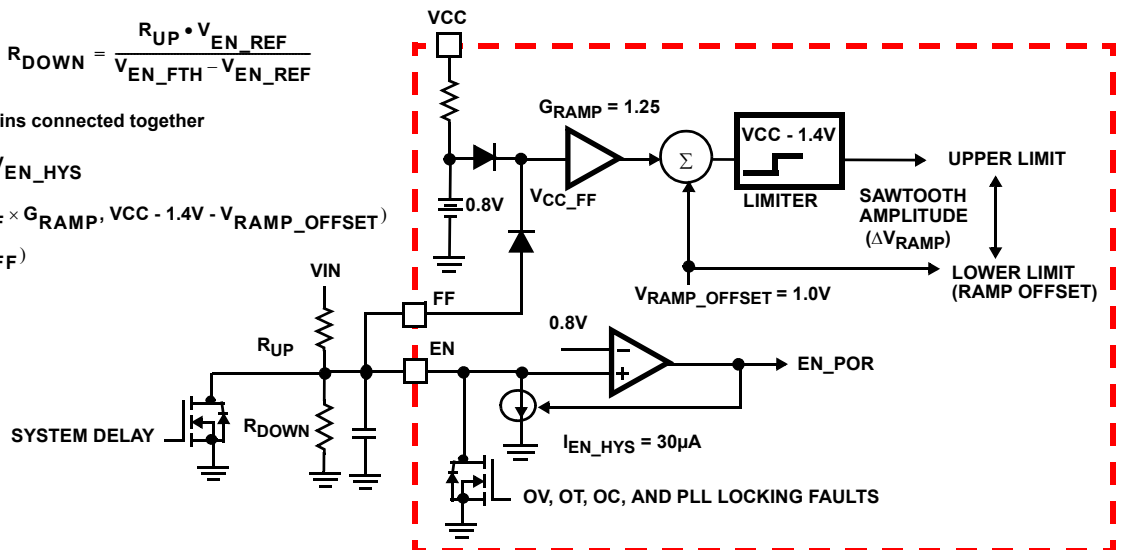 R_DOWN = R_UP • V_EN_REF / V_EN_FTH – V_EN_REF
ins connected together
V_EN_HYS
F × G_RAMP, VCC - 1.4V - V_RAMP_OFFSET)
FF)
VCC
G_RAMP = 1.25
VCC - 1.4V
Σ
LIMITER
UPPER LIMIT
0.8V
V_CC_FF
SAWTOOTH
AMPLITUDE
(ΔV_RAMP)
LOWER LIMIT
(RAMP OFFSET)
V_RAMP_OFFSET = 1.0V
VIN
FF
R_UP
EN
0.8V
–
+
EN_POR
SYSTEM DELAY
R_DOWN
I_EN_HYS = 30µA
OV, OT, OC, AND PLL LOCKING FAULTS